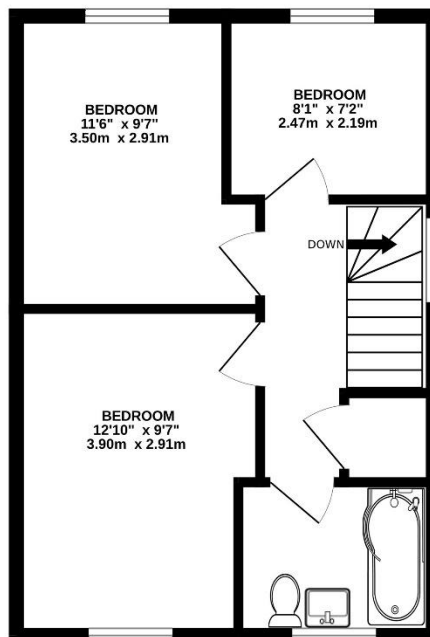 BEDROOM
11'6" x 9'7"
3.50m x 2.91m
BEDROOM
8'1" x 7'2"
2.47m x 2.19m
DOWN
BEDROOM
12'10" x 9'7"
3.90m x 2.91m